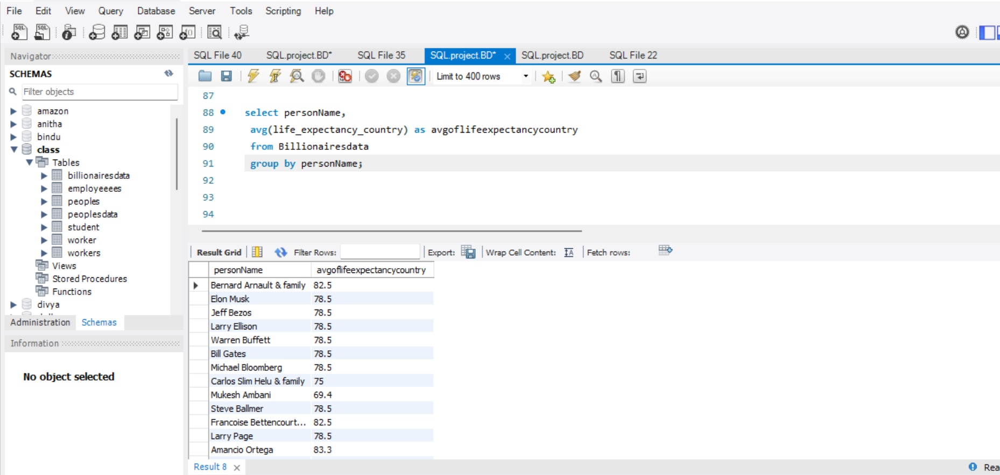 File Edit View Query Database Server Tools Scripting Help
SQL SQL
Navigator
SCHEMAS
Filter objects
amazon
anitha
bindu
class
Tables
billionairesdata
employeeees
peoples
peoplesdata
student
worker
workers
Views
Stored Procedures
Functions
divya
Administration Schemas
Information
No object selected
SQL File 40 SQL.project.BD* SQL File 35 SQL.project.BD* SQL.project.BD SQL File 22
Limit to 400 rows
87
88 select personName,
89 avg(life_expectancy_country) as avgoflifeexpectancycountry
90 from Billionairesdata
91 group by personName;
92
93
94
Result Grid Filter Rows: Export: Wrap Cell Content: Fetch rows:
personName avgoflifeexpectancycountry
Bernard Arnault & family 82.5
Elon Musk 78.5
Jeff Bezos 78.5
Larry Ellison 78.5
Warren Buffett 78.5
Bill Gates 78.5
Michael Bloomberg 78.5
Carlos Slim Helu & family 75
Mukesh Ambani 69.4
Steve Ballmer 78.5
Francoise Bettencourt... 82.5
Larry Page 78.5
Amancio Ortega 83.3
Result 8
Rea